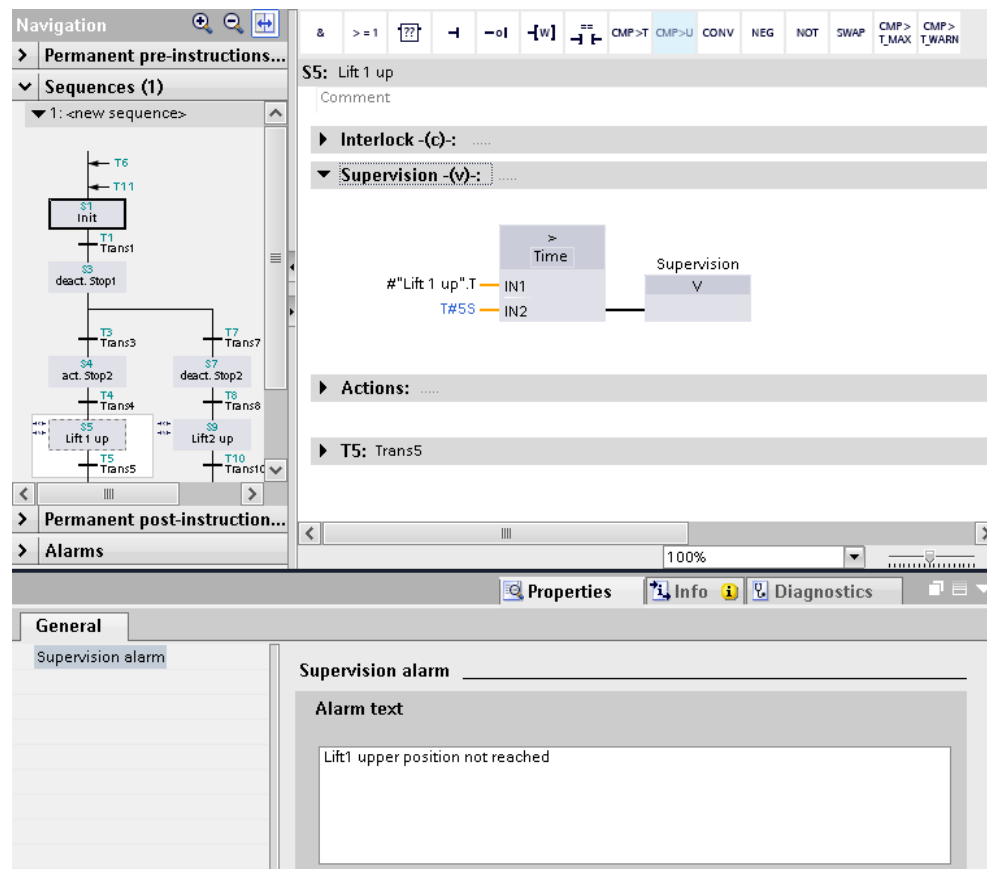 Navigation
& >=1 ?? [W] == CMP>T CMP>U CONV NEG NOT SWAP CMP> T_MAX CMP> T_WARN
Permanent pre-instructions...
Sequences (1)
1: <new sequence>
T6
T11
S1
Init
T1
Trans1
S3
deact. Stop1
T3
Trans3
T7
Trans7
S4
act. Stop2
S7
deact. Stop2
T4
Trans4
T8
Trans8
S5
Lift 1 up
S9
Lift2 up
T5
Trans5
T10
Trans10
Permanent post-instruction...
Alarms
S5: Lift 1 up
Comment
Interlock -(c)-: .....
Supervision -(v)-: .....
>
Time
#"Lift 1 up".T IN1
T#5S IN2
Supervision
V
Actions: .....
T5: Trans5
100%
Properties Info Diagnostics
General
Supervision alarm
Supervision alarm
Alarm text
Lift1 upper position not reached